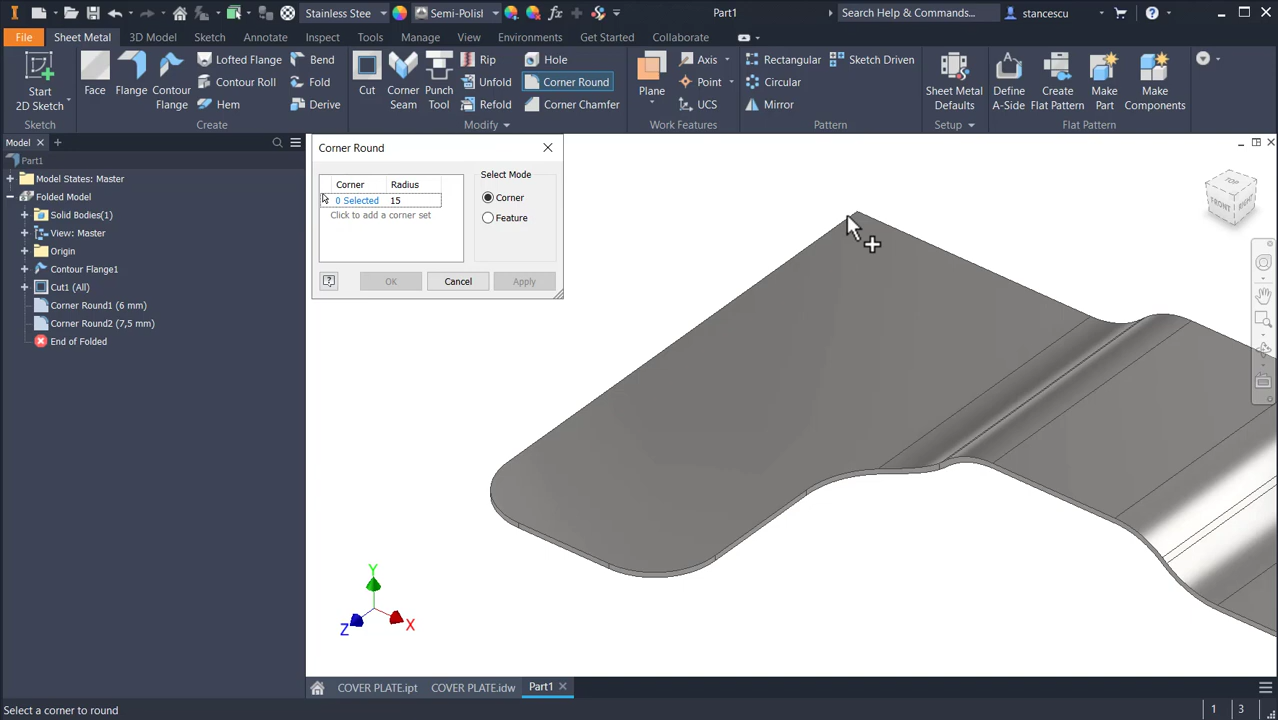 Stainless Stee
Semi-Polisl
Part1
Search Help & Commands...
stancescu
File
Sheet Metal
3D Model
Sketch
Annotate
Inspect
Tools
Manage
View
Environments
Get Started
Collaborate
Start
2D Sketch
Face
Flange
Contour
Flange
Lofted Flange
Contour Roll
Hem
Bend
Fold
Derive
Cut
Corner
Seam
Punch
Tool
Rip
Unfold
Refold
Hole
Corner Round
Corner Chamfer
Plane
Axis
Point
UCS
Rectangular
Circular
Mirror
Sketch Driven
Sheet Metal
Defaults
Define
A-Side
Create
Flat Pattern
Make
Part
Make
Components
Sketch
Create
Modify
Work Features
Pattern
Setup
Flat Pattern
Model
Part1
Model States: Master
Folded Model
Solid Bodies(1)
View: Master
Origin
Contour Flange1
Cut1 (All)
Corner Round1 (6 mm)
Corner Round2 (7,5 mm)
End of Folded
Corner Round
Corner Radius
0 Selected 15
Click to add a corner set
Select Mode
Corner
Feature
OK
Cancel
Apply
TOP
FRONT
RIGHT
Y
Z
X
COVER PLATE.ipt
COVER PLATE.idw
Part1
Select a corner to round
1 3